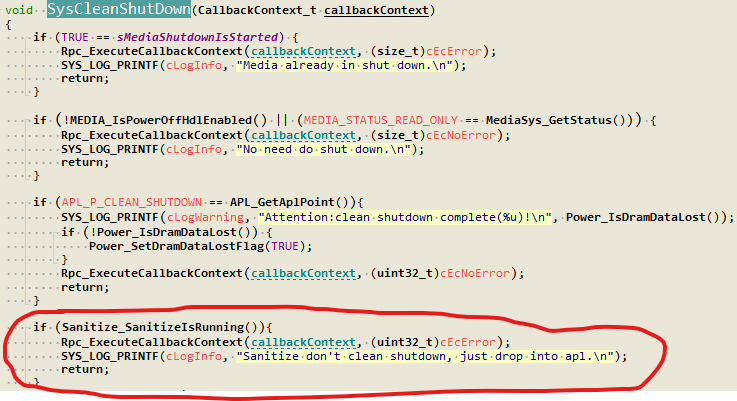 void SysCleanShutDown(CallbackContext_t callbackContext)
{
if (TRUE == sMediaShutdownIsStarted) {
Rpc_ExecuteCallbackContext(callbackContext, (size_t)cEcError);
SYS_LOG_PRINTF(cLogInfo, "Media already in shut down.\n");
return;
}
if (!MEDIA_IsPowerOffHdlEnabled() || (MEDIA_STATUS_READ_ONLY == MediaSys_GetStatus())) {
Rpc_ExecuteCallbackContext(callbackContext, (size_t)cEcNoError);
SYS_LOG_PRINTF(cLogInfo, "No need do shut down.\n");
return;
}
if (APL_P_CLEAN_SHUTDOWN == APL_GetAplPoint()){
SYS_LOG_PRINTF(cLogWarning, "Attention:clean shutdown complete(%u)!\n", Power_IsDramDataLost());
if (!Power_IsDramDataLost()) {
Power_SetDramDataLostFlag(TRUE);
}
Rpc_ExecuteCallbackContext(callbackContext, (uint32_t)cEcNoError);
return;
}
if (Sanitize_SanitizeIsRunning()){
Rpc_ExecuteCallbackContext(callbackContext, (uint32_t)cEcError);
SYS_LOG_PRINTF(cLogInfo, "Sanitize don't clean shutdown, just drop into apl.\n");
return;
}